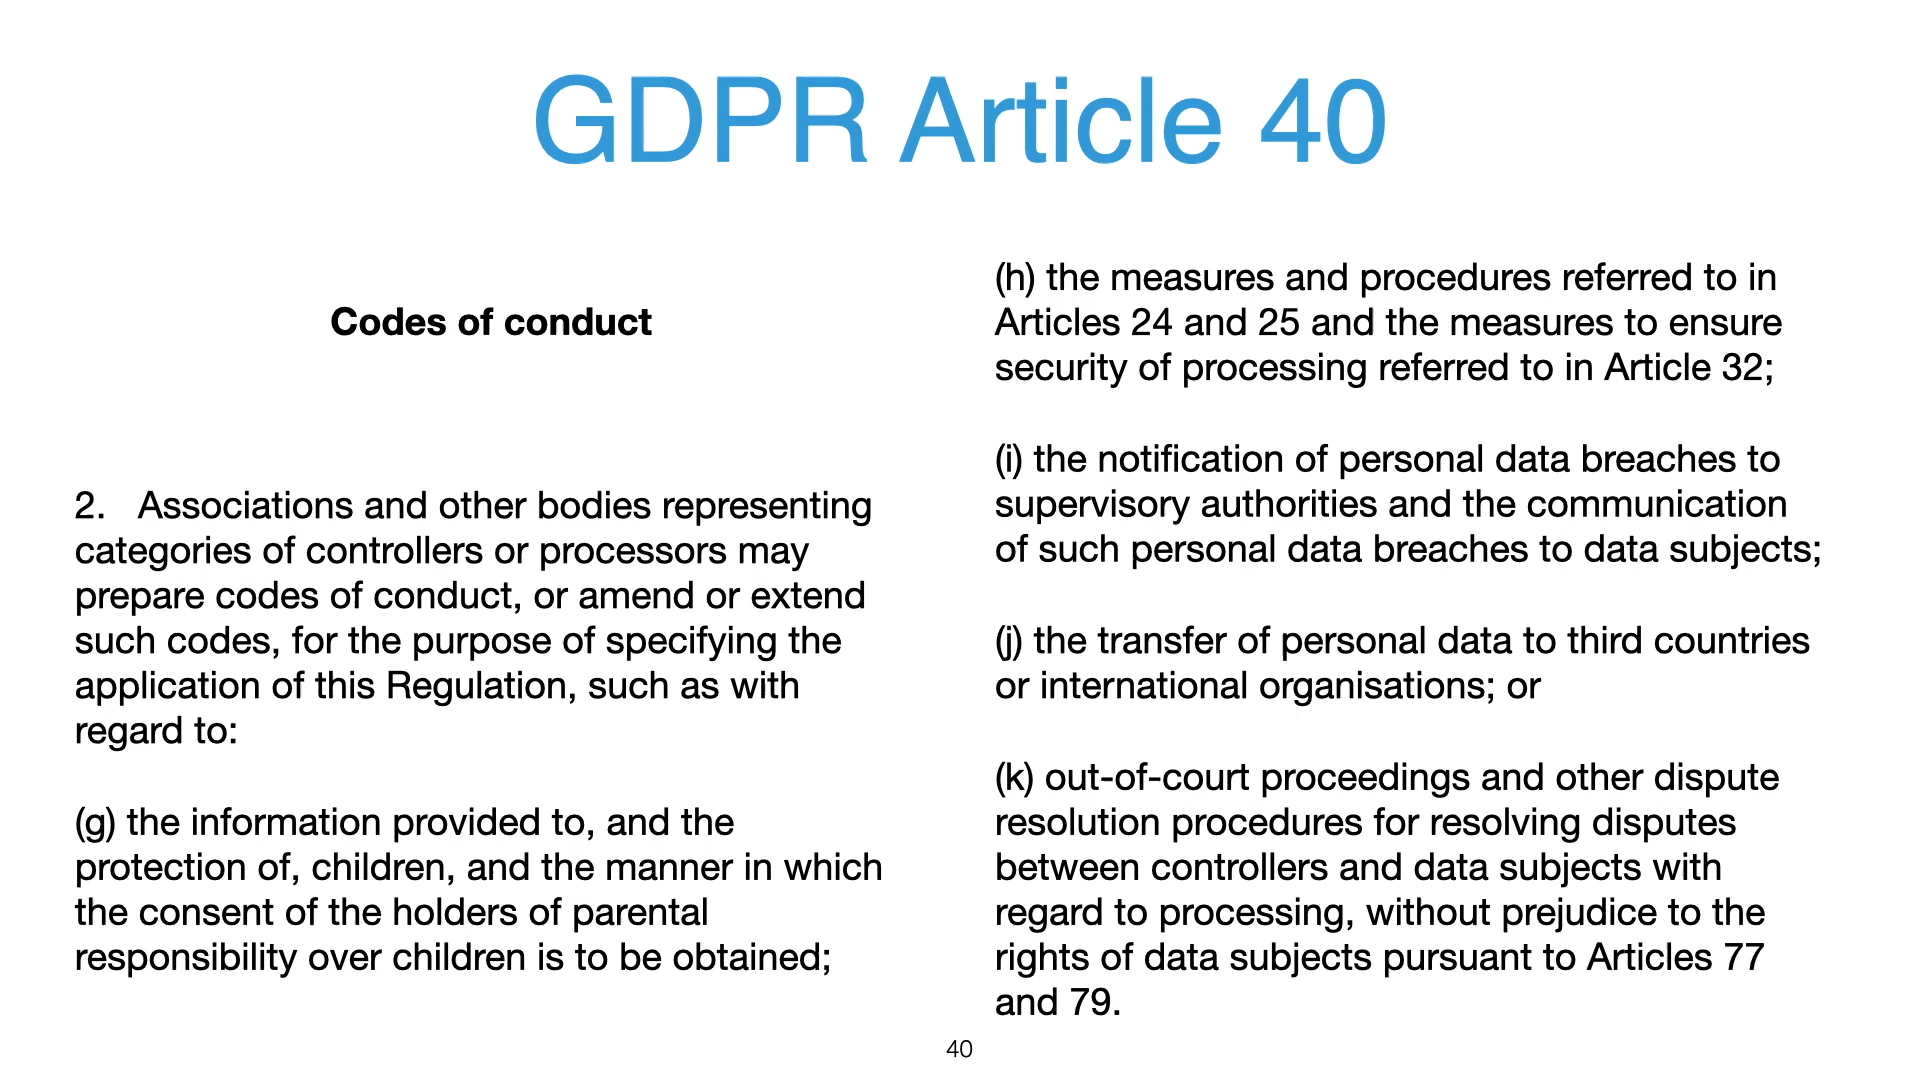 GDPR Article 40
Codes of conduct
2.   Associations and other bodies representing
categories of controllers or processors may
prepare codes of conduct, or amend or extend
such codes, for the purpose of specifying the
application of this Regulation, such as with
regard to:
(g) the information provided to, and the
protection of, children, and the manner in which
the consent of the holders of parental
responsibility over children is to be obtained;
(h) the measures and procedures referred to in
Articles 24 and 25 and the measures to ensure
security of processing referred to in Article 32;
(i) the notification of personal data breaches to
supervisory authorities and the communication
of such personal data breaches to data subjects;
(j) the transfer of personal data to third countries
or international organisations; or
(k) out-of-court proceedings and other dispute
resolution procedures for resolving disputes
between controllers and data subjects with
regard to processing, without prejudice to the
rights of data subjects pursuant to Articles 77
and 79.
40